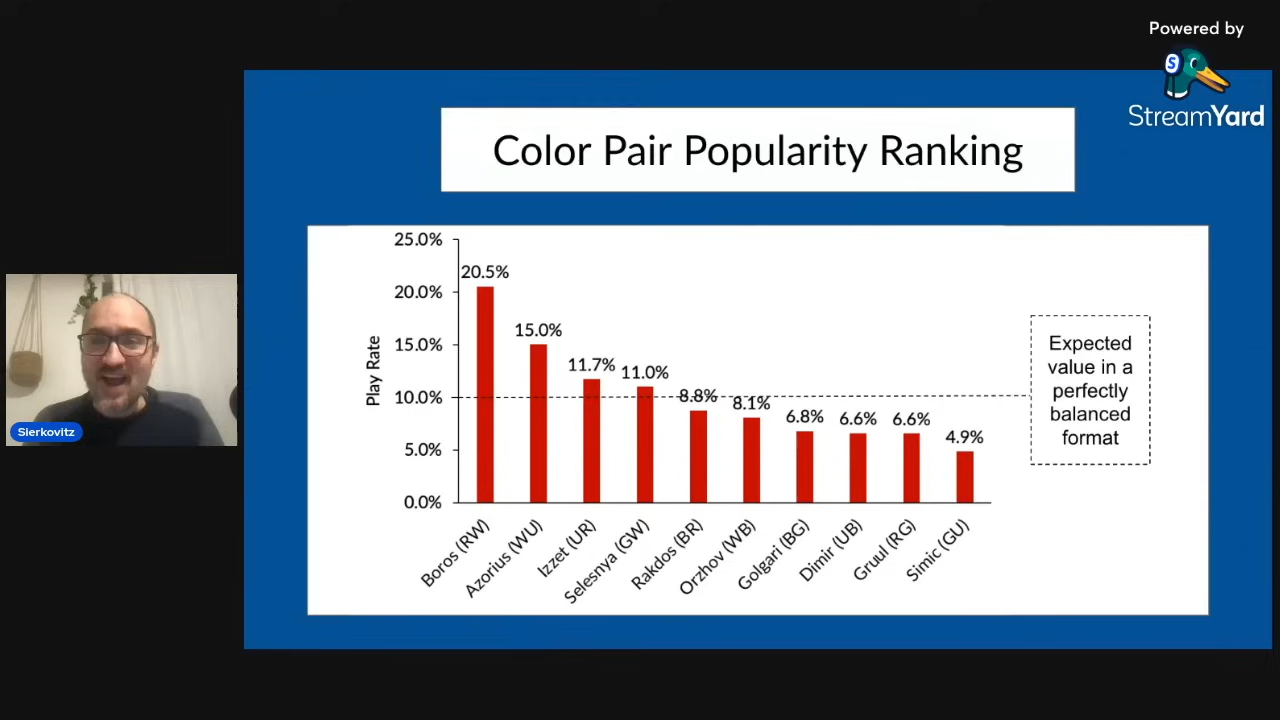 Powered by
StreamYard
Color Pair Popularity Ranking
25.0%
20.0%
15.0%
10.0%
5.0%
0.0%
Play Rate
20.5%
15.0%
11.7%
11.0%
8.8%
8.1%
6.8%
6.6%
6.6%
4.9%
Boros (RW)
Azorius (WU)
Izzet (UR)
Selesnya (GW)
Rakdos (BR)
Orzhov (WB)
Golgari (BG)
Dimir (UB)
Gruul (RG)
Simic (GU)
Expected
value in a
perfectly
balanced
format
Sierkovitz
S